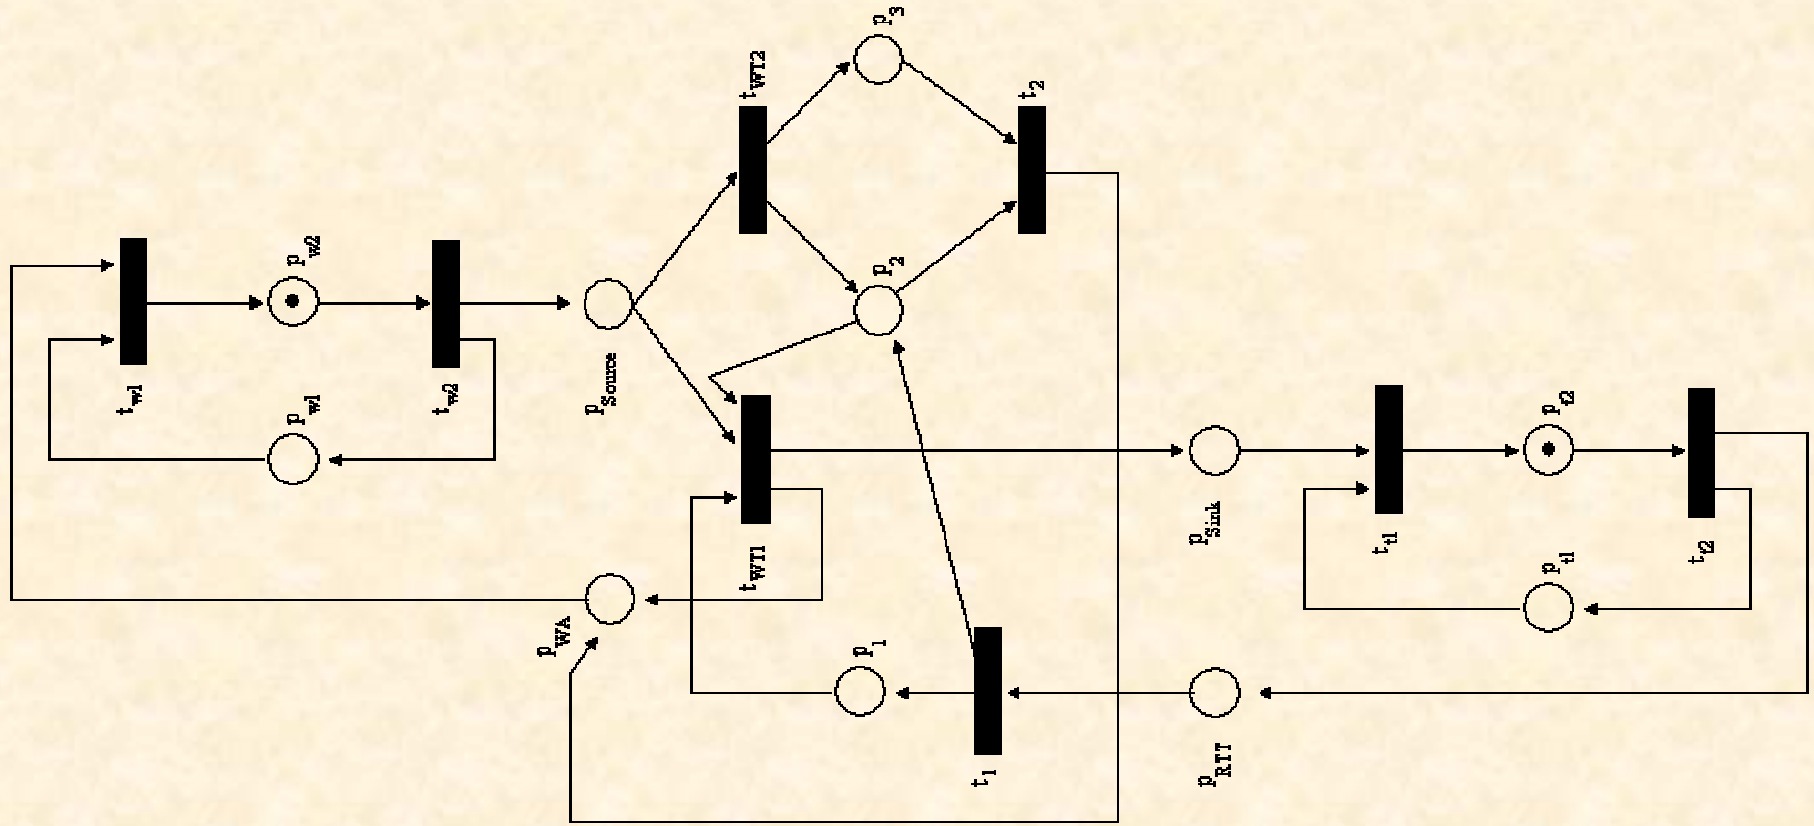 t_w1
p_w2
p_w1
t_w2
p_Source
t_WT2
p_3
p_2
t_2
t_WT1
p_WA
p_1
t_1
p_Sink
p_RTT
t_t1
p_t2
p_t1
t_t2